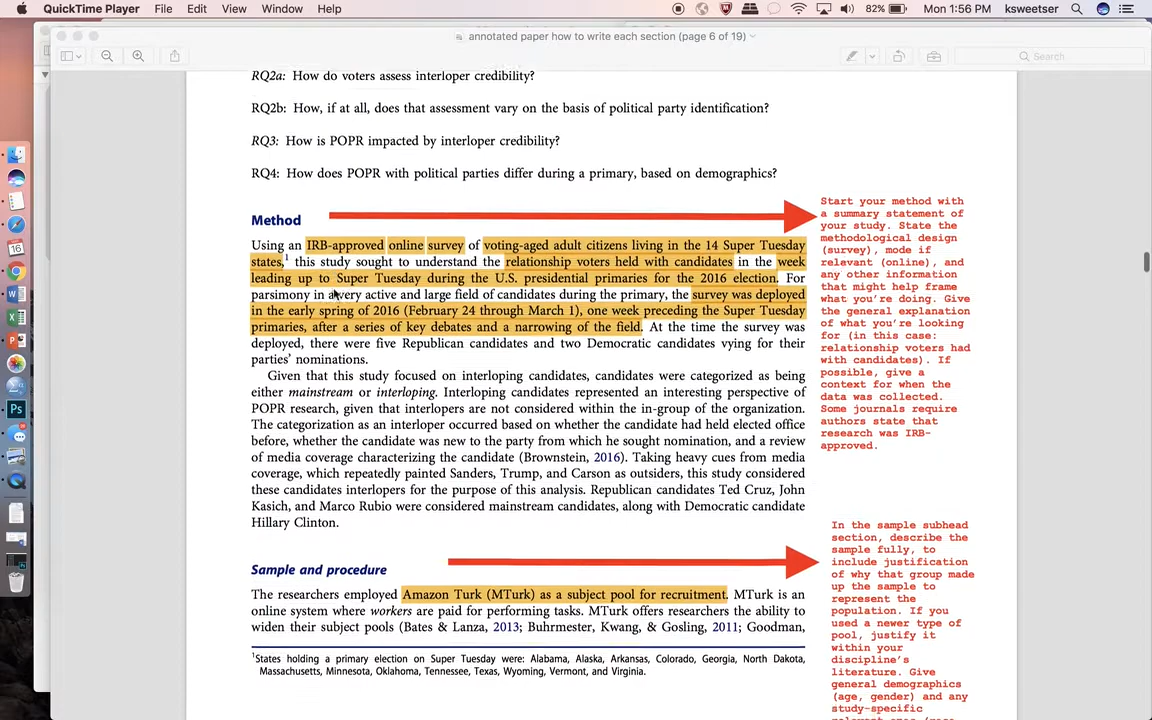 QuickTime Player File Edit View Window Help 82% Mon 1:56 PM ksweetser
annotated paper how to write each section (page 6 of 19)
Search
RQ2a: How do voters assess interloper credibility?
RQ2b: How, if at all, does that assessment vary on the basis of political party identification?
RQ3: How is POPR impacted by interloper credibility?
RQ4: How does POPR with political parties differ during a primary, based on demographics?
Method
Using an IRB-approved online survey of voting-aged adult citizens living in the 14 Super Tuesday
states,1 this study sought to understand the relationship voters held with candidates in the week
leading up to Super Tuesday during the U.S. presidential primaries for the 2016 election. For
parsimony in a very active and large field of candidates during the primary, the survey was deployed
in the early spring of 2016 (February 24 through March 1), one week preceding the Super Tuesday
primaries, after a series of key debates and a narrowing of the field. At the time the survey was
deployed, there were five Republican candidates and two Democratic candidates vying for their
parties' nominations.
Given that this study focused on interloping candidates, candidates were categorized as being
either mainstream or interloping. Interloping candidates represented an interesting perspective of
POPR research, given that interlopers are not considered within the in-group of the organization.
The categorization as an interloper occurred based on whether the candidate had held elected office
before, whether the candidate was new to the party from which he sought nomination, and a review
of media coverage characterizing the candidate (Brownstein, 2016). Taking heavy cues from media
coverage, which repeatedly painted Sanders, Trump, and Carson as outsiders, this study considered
these candidates interlopers for the purpose of this analysis. Republican candidates Ted Cruz, John
Kasich, and Marco Rubio were considered mainstream candidates, along with Democratic candidate
Hillary Clinton.
Sample and procedure
The researchers employed Amazon Turk (MTurk) as a subject pool for recruitment. MTurk is an
online system where workers are paid for performing tasks. MTurk offers researchers the ability to
widen their subject pools (Bates & Lanza, 2013; Buhrmester, Kwang, & Gosling, 2011; Goodman,
1States holding a primary election on Super Tuesday were: Alabama, Alaska, Arkansas, Colorado, Georgia, North Dakota,
Massachusetts, Minnesota, Oklahoma, Tennessee, Texas, Wyoming, Vermont, and Virginia.
Start your method with
a summary statement of
your study. State the
methodological design
(survey), mode if
relevant (online), and
any other information
that might help frame
what you're doing. Give
the general explanation
of what you're looking
for (in this case:
relationship voters had
with candidates). If
possible, give a
context for when the
data was collected.
Some journals require
authors state that
research was IRB-
approved.
In the sample subhead
section, describe the
sample fully, to
include justification
of why that group made
up the sample to
represent the
population. If you
used a newer type of
pool, justify it
within your
discipline's
literature. Give
general demographics
(age, gender) and any
study-specific
16
Ps